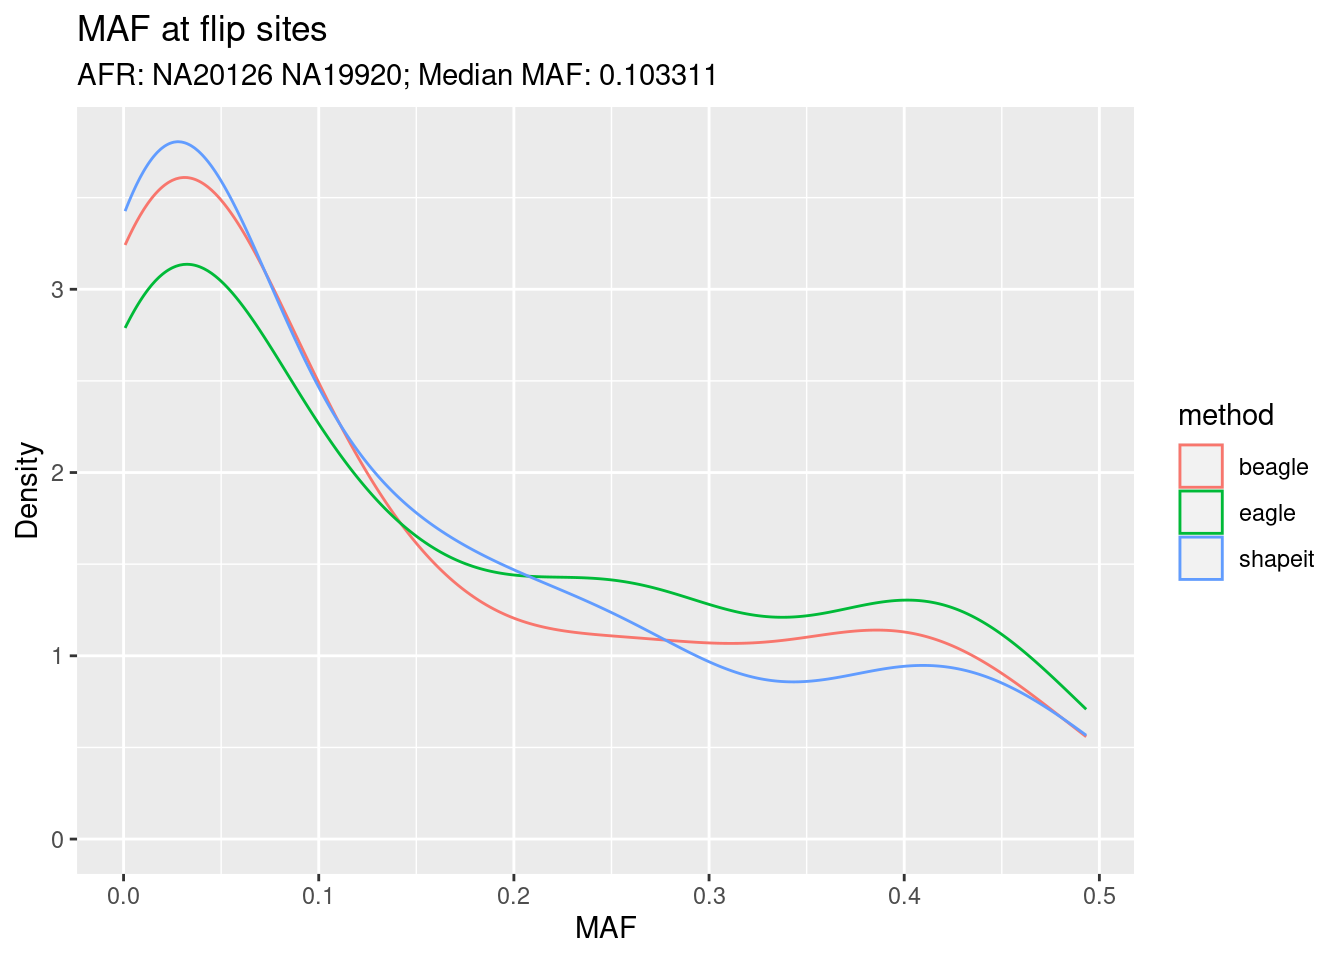 MAF at flip sites
AFR: NA20126 NA19920; Median MAF: 0.103311
Density
3
2
1
0
0.0 0.1 0.2 0.3 0.4 0.5
MAF
method
beagle
eagle
shapeit